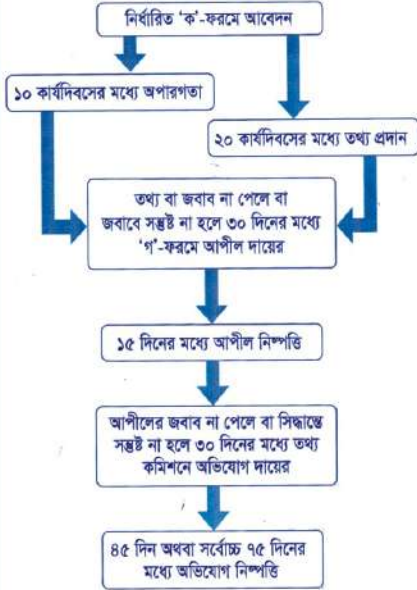 নির্ধারিত ‘ক’-ফরমে আবেদন
১০ কার্যদিবসের মধ্যে অপারগতা
২০ কার্যদিবসের মধ্যে তথ্য প্রদান
তথ্য বা জবাব না পেলে বা
জবাবে সন্তুষ্ট না হলে ৩০ দিনের মধ্যে
‘গ’-ফরমে আপীল দায়ের
১৫ দিনের মধ্যে আপীল নিষ্পত্তি
আপীলের জবাব না পেলে বা সিদ্ধান্তে
সন্তুষ্ট না হলে ৩০ দিনের মধ্যে তথ্য
কমিশনে অভিযোগ দায়ের
৪৫ দিন অথবা সর্বোচ্চ ৭৫ দিনের
মধ্যে অভিযোগ নিষ্পত্তি